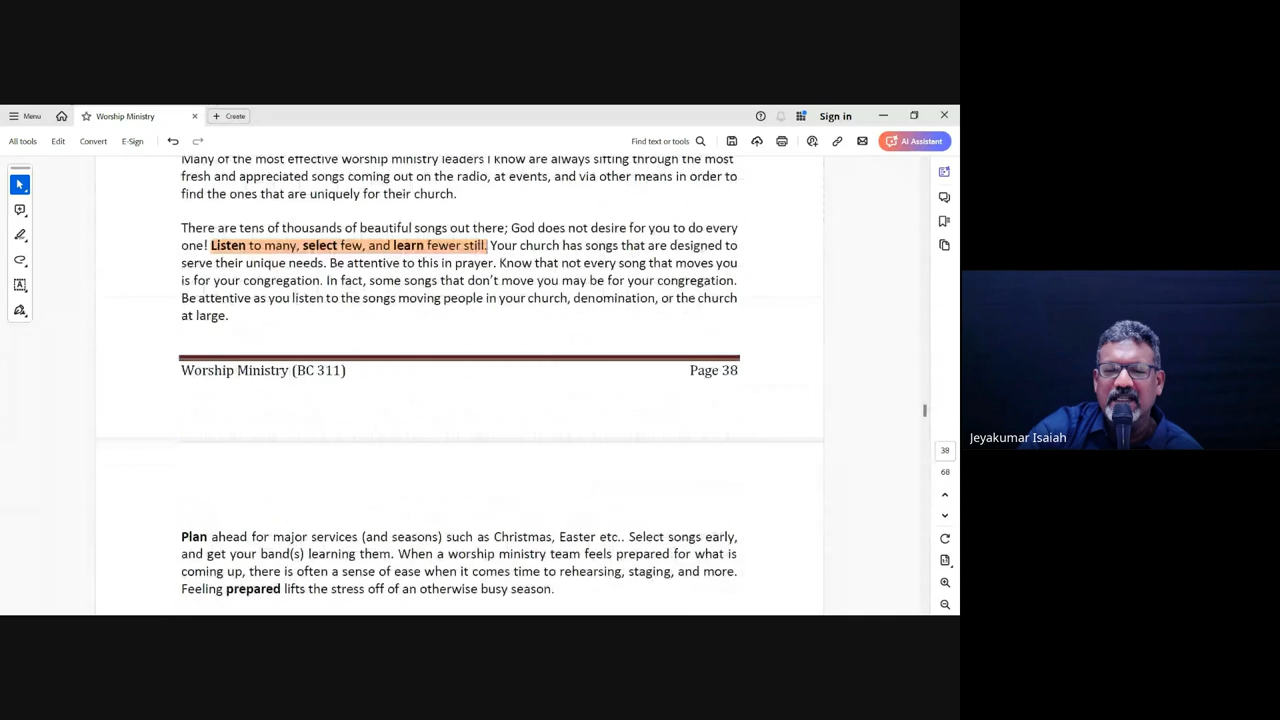 Menu
Worship Ministry
Create
Sign in
All tools
Edit
Convert
E-Sign
Find text or tools
AI Assistant
Many of the most effective worship ministry leaders I know are always sifting through the most
fresh and appreciated songs coming out on the radio, at events, and via other means in order to
find the ones that are uniquely for their church.
There are tens of thousands of beautiful songs out there; God does not desire for you to do every
one! Listen to many, select few, and learn fewer still. Your church has songs that are designed to
serve their unique needs. Be attentive to this in prayer. Know that not every song that moves you
is for your congregation. In fact, some songs that don't move you may be for your congregation.
Be attentive as you listen to the songs moving people in your church, denomination, or the church
at large.
Worship Ministry (BC 311)
Page 38
Plan ahead for major services (and seasons) such as Christmas, Easter etc.. Select songs early,
and get your band(s) learning them. When a worship ministry team feels prepared for what is
coming up, there is often a sense of ease when it comes time to rehearsing, staging, and more.
Feeling prepared lifts the stress off of an otherwise busy season.
38
68
Jeyakumar Isaiah